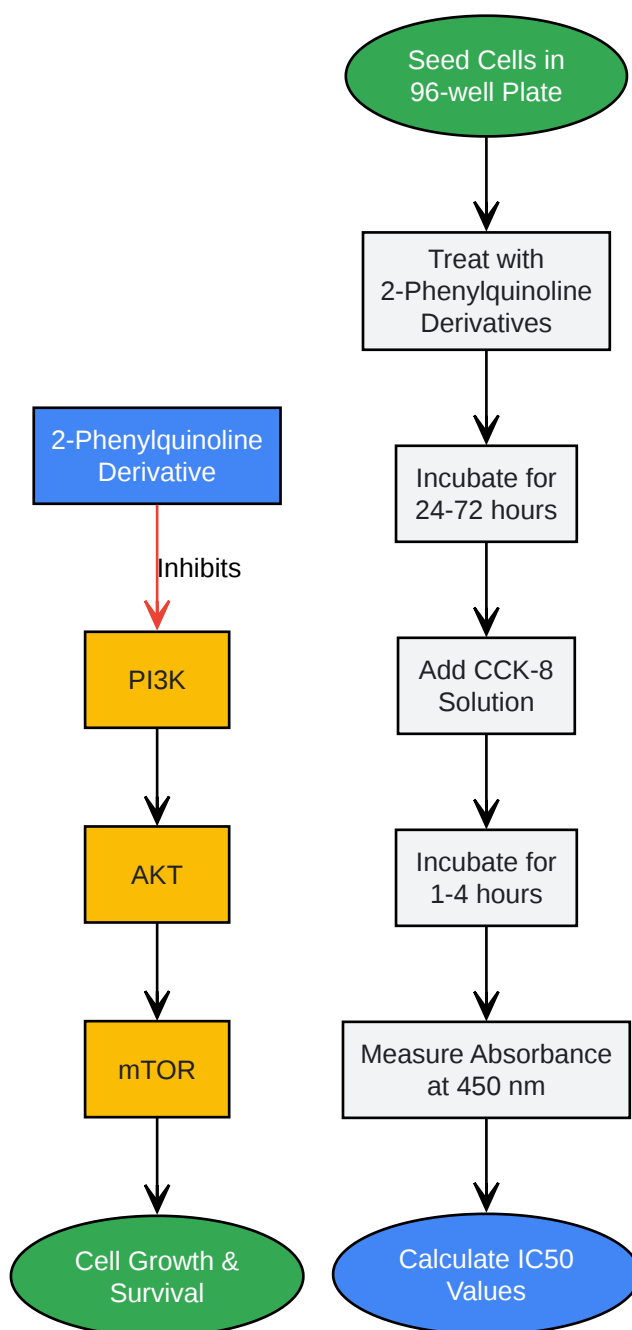 Seed Cells in
96-well Plate
Treat with
2-Phenylquinoline
Derivatives
Incubate for
24-72 hours
Add CCK-8
Solution
Incubate for
1-4 hours
Measure Absorbance
at 450 nm
Calculate IC50
Values
2-Phenylquinoline
Derivative
Inhibits
PI3K
AKT
mTOR
Cell Growth &
Survival